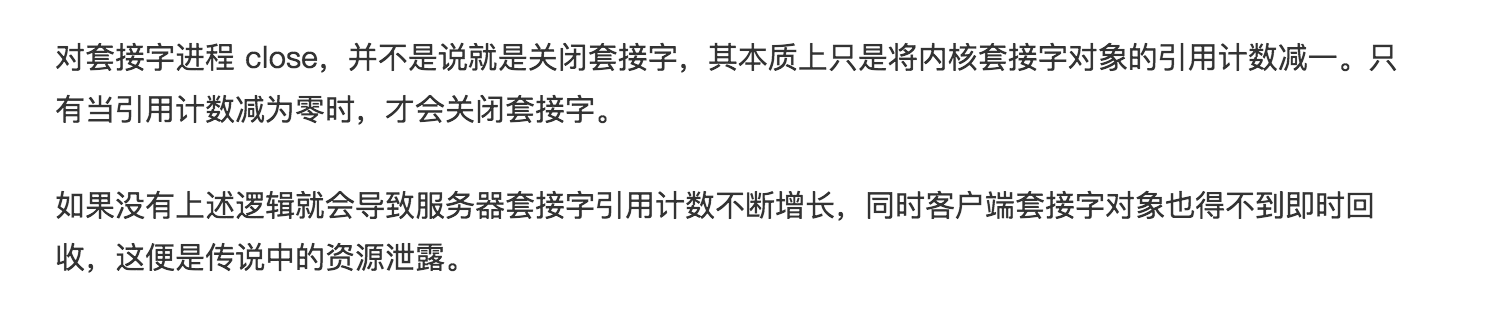 对套接字进程 close，并不是说就是关闭套接字，其本质上只是将内核套接字对象的引用计数减一。只
有当引用计数减为零时，才会关闭套接字。
如果没有上述逻辑就会导致服务器套接字引用计数不断增长，同时客户端套接字对象也得不到即时回
收，这便是传说中的资源泄露。